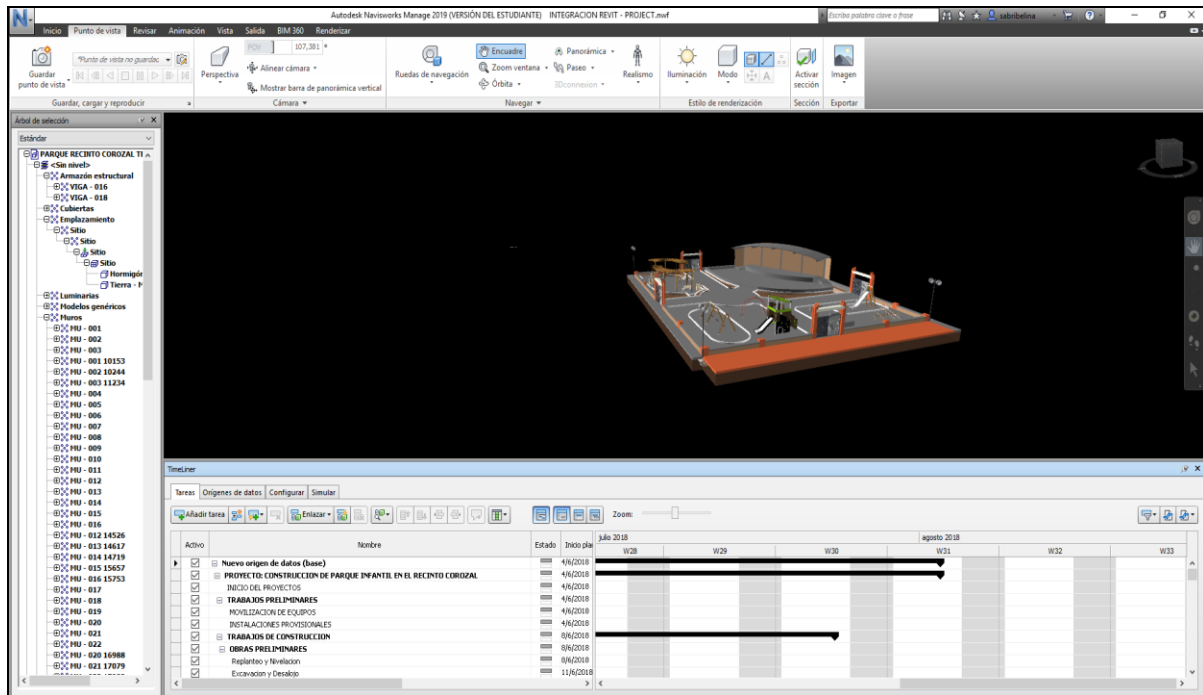 Autodesk Navisworks Manage 2019 (VERSIÓN DEL ESTUDIANTE) INTEGRACION REVIT - PROJECT.nwf
Escriba palabra clave o frase
sabribelina
Inicio Punto de vista Revisar Animación Vista Salida BIM 360 Renderizar
Guardar punto de vista
*Punto de vista no guardac
Guardar, cargar y reproducir
Perspectiva
FOV 107,381 °
Alinear cámara
Mostrar barra de panorámica vertical
Cámara
Ruedas de navegación
Encuadre
Zoom ventana
Órbita
Panorámica
Paseo
3Dconnexion
Realismo
Navegar
Iluminación
Modo
Estilo de renderización
Activar sección
Sección
Imagen
Exportar
Árbol de selección
Estándar
PARQUE RECINTO COROZAL TI
<Sin nivel>
Armazón estructural
VIGA - 016
VIGA - 018
Cubiertas
Emplazamiento
Sitio
Sitio
Sitio
Sitio
Hormigór
Tierra - M
Luminarias
Modelos genéricos
Muros
MU - 001
MU - 002
MU - 003
MU - 001 10153
MU - 002 10244
MU - 003 11234
MU - 004
MU - 005
MU - 006
MU - 007
MU - 008
MU - 009
MU - 010
MU - 011
MU - 012
MU - 013
MU - 014
MU - 015
MU - 016
MU - 012 14526
MU - 013 14617
MU - 014 14719
MU - 015 15657
MU - 016 15753
MU - 017
MU - 018
MU - 019
MU - 020
MU - 021
MU - 022
MU - 020 16988
MU - 021 17079
TimeLiner
Tareas Orígenes de datos Configurar Simular
Añadir tarea Enlazar Zoom:
Activo Nombre Estado Inicio pla
julio 2018 agosto 2018
W28 W29 W30 W31 W32 W33
Nuevo origen de datos (base) 4/6/2018
PROYECTO: CONSTRUCCION DE PARQUE INFANTIL EN EL RECINTO COROZAL 4/6/2018
INICIO DEL PROYECTOS 4/6/2018
TRABAJOS PRELIMINARES 4/6/2018
MOVILIZACION DE EQUIPOS 4/6/2018
INSTALACIONES PROVISIONALES 4/6/2018
TRABAJOS DE CONSTRUCCION 8/6/2018
OBRAS PRELIMINARES 8/6/2018
Replanteo y Nivelacion 8/6/2018
Excavacion y Desalojo 11/6/2018